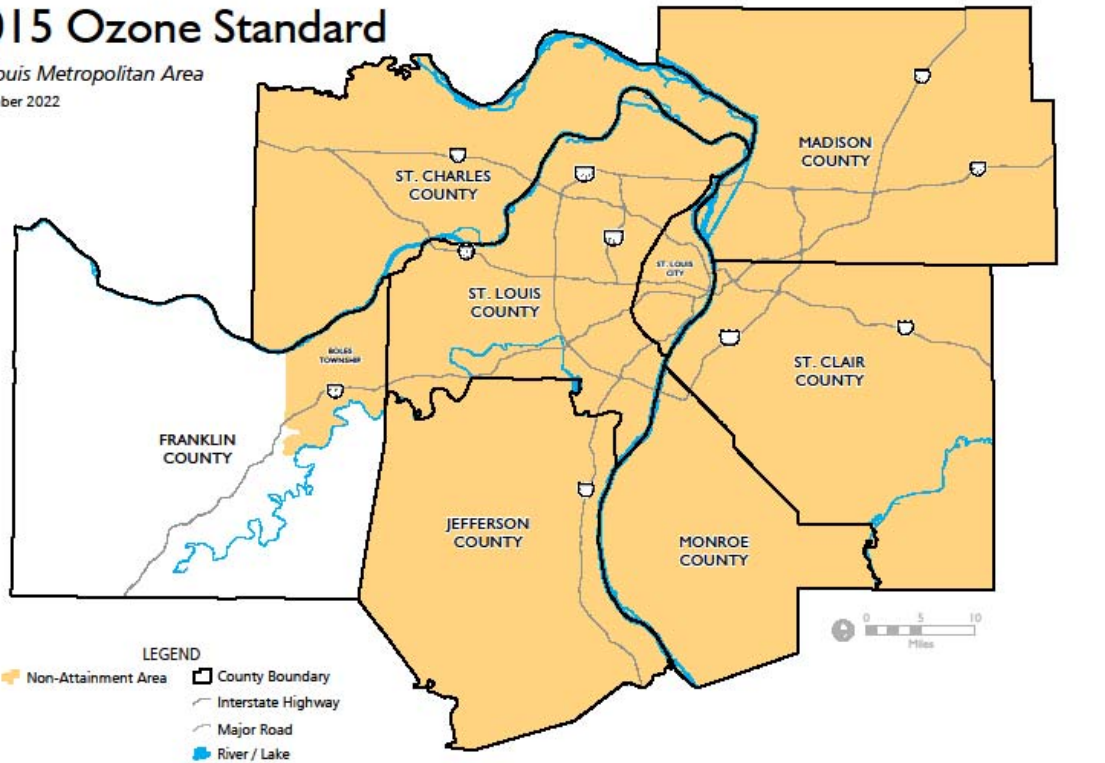 015 Ozone Standard
ouis Metropolitan Area
ber 2022
MADISON
COUNTY
ST. CHARLES
COUNTY
ST. LOUIS
CITY
ST. LOUIS
COUNTY
BOLES
TOWNSHIP
ST. CLAIR
COUNTY
FRANKLIN
COUNTY
JEFFERSON
COUNTY
MONROE
COUNTY
0 5 10
Miles
LEGEND
Non-Attainment Area
County Boundary
Interstate Highway
Major Road
River / Lake